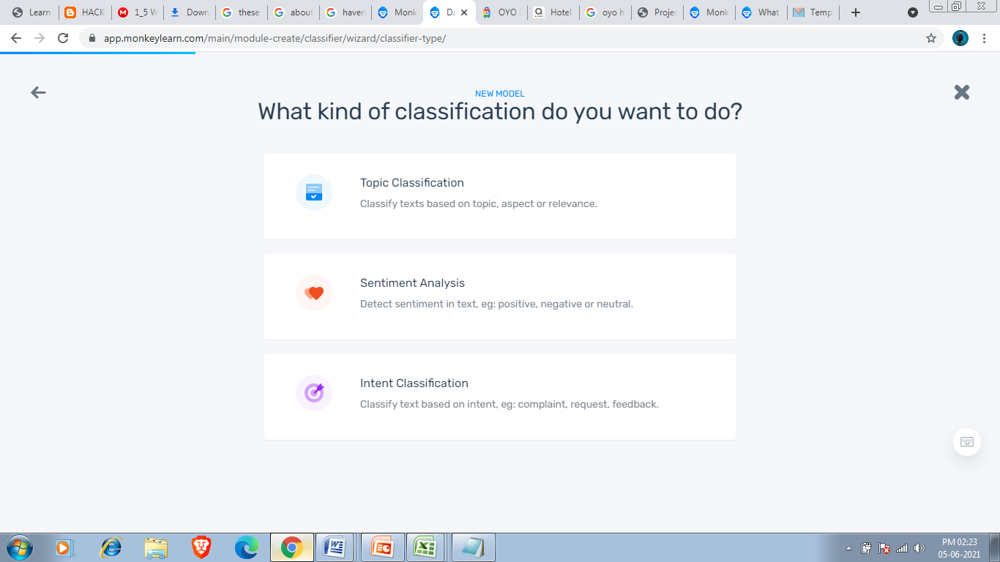 Learn
HACK
1_5 W
Down
these
about
haven
Monk
Da
OYO 2
Hotel
oyo h
Projec
Monk
What
Temp
app.monkeylearn.com/main/module-create/classifier/wizard/classifier-type/
NEW MODEL
What kind of classification do you want to do?
Topic Classification
Classify texts based on topic, aspect or relevance.
Sentiment Analysis
Detect sentiment in text, eg: positive, negative or neutral.
Intent Classification
Classify text based on intent, eg: complaint, request, feedback.
PM 02:23
05-06-2021